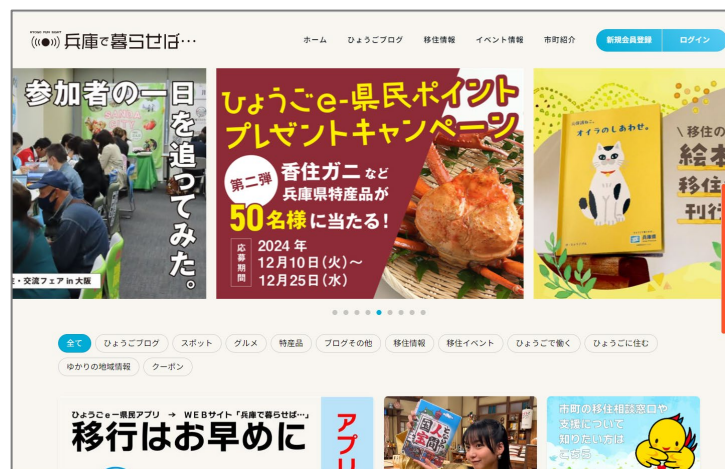 兵庫で暮らせば…
ホーム ひょうごブログ 移住情報 イベント情報 市町紹介 新規会員登録 ログイン
参加者の一日
を追ってみた。
・交流フェア in 大阪
ひょうごe-県民ポイント
プレゼントキャンペーン
第二弾
香住ガニ など
兵庫県特産品が
50名様に当たる!
応募期間
2024 年
12月10日(火)～
12月25日(水)
オイラのしあわせ。
兵庫県
\ 移住の
絵本
移住
刊行
全て ひょうごブログ スポット グルメ 特産品 ブログその他 移住情報 移住イベント ひょうごで働く ひょうごに住む
ゆかりの地域情報 クーポン
ひょうごe-県民アプリ → WEBサイト「兵庫で暮らせば…」
移行はお早めに
アプリ
人間国宝
市町の移住相談窓口や
支援について
知りたい方は
こちら